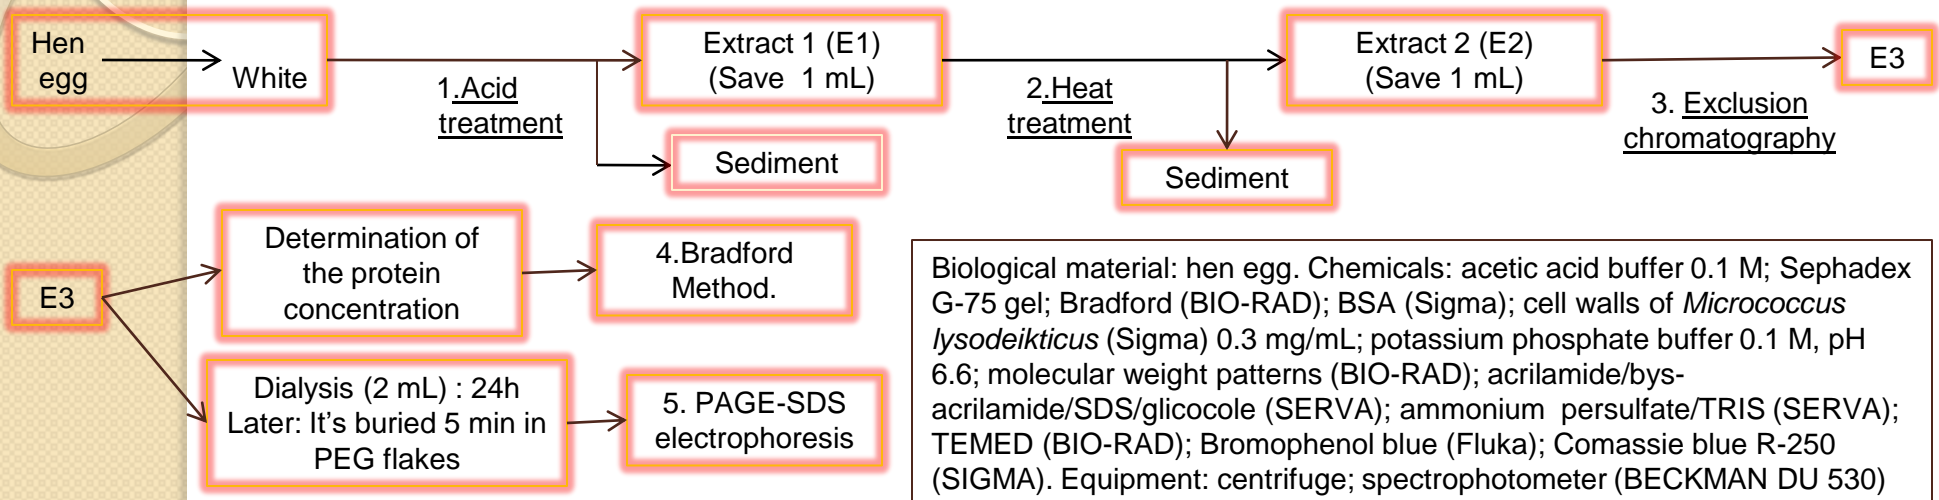 Hen
egg
White
1.Acid
treatment
Extract 1 (E1)
(Save 1 mL)
Sediment
2.Heat
treatment
Extract 2 (E2)
(Save 1 mL)
Sediment
3. Exclusion
chromatography
E3
E3
Determination of
the protein
concentration
4.Bradford
Method.
Dialysis (2 mL) : 24h
Later: It's buried 5 min in
PEG flakes
5. PAGE-SDS
electrophoresis
Biological material: hen egg. Chemicals: acetic acid buffer 0.1 M; Sephadex
G-75 gel; Bradford (BIO-RAD); BSA (Sigma); cell walls of Micrococcus
lysodeikticus (Sigma) 0.3 mg/mL; potassium phosphate buffer 0.1 M, pH
6.6; molecular weight patterns (BIO-RAD); acrilamide/bys-
acrilamide/SDS/glicocole (SERVA); ammonium persulfate/TRIS (SERVA);
TEMED (BIO-RAD); Bromophenol blue (Fluka); Comassie blue R-250
(SIGMA). Equipment: centrifuge; spectrophotometer (BECKMAN DU 530)